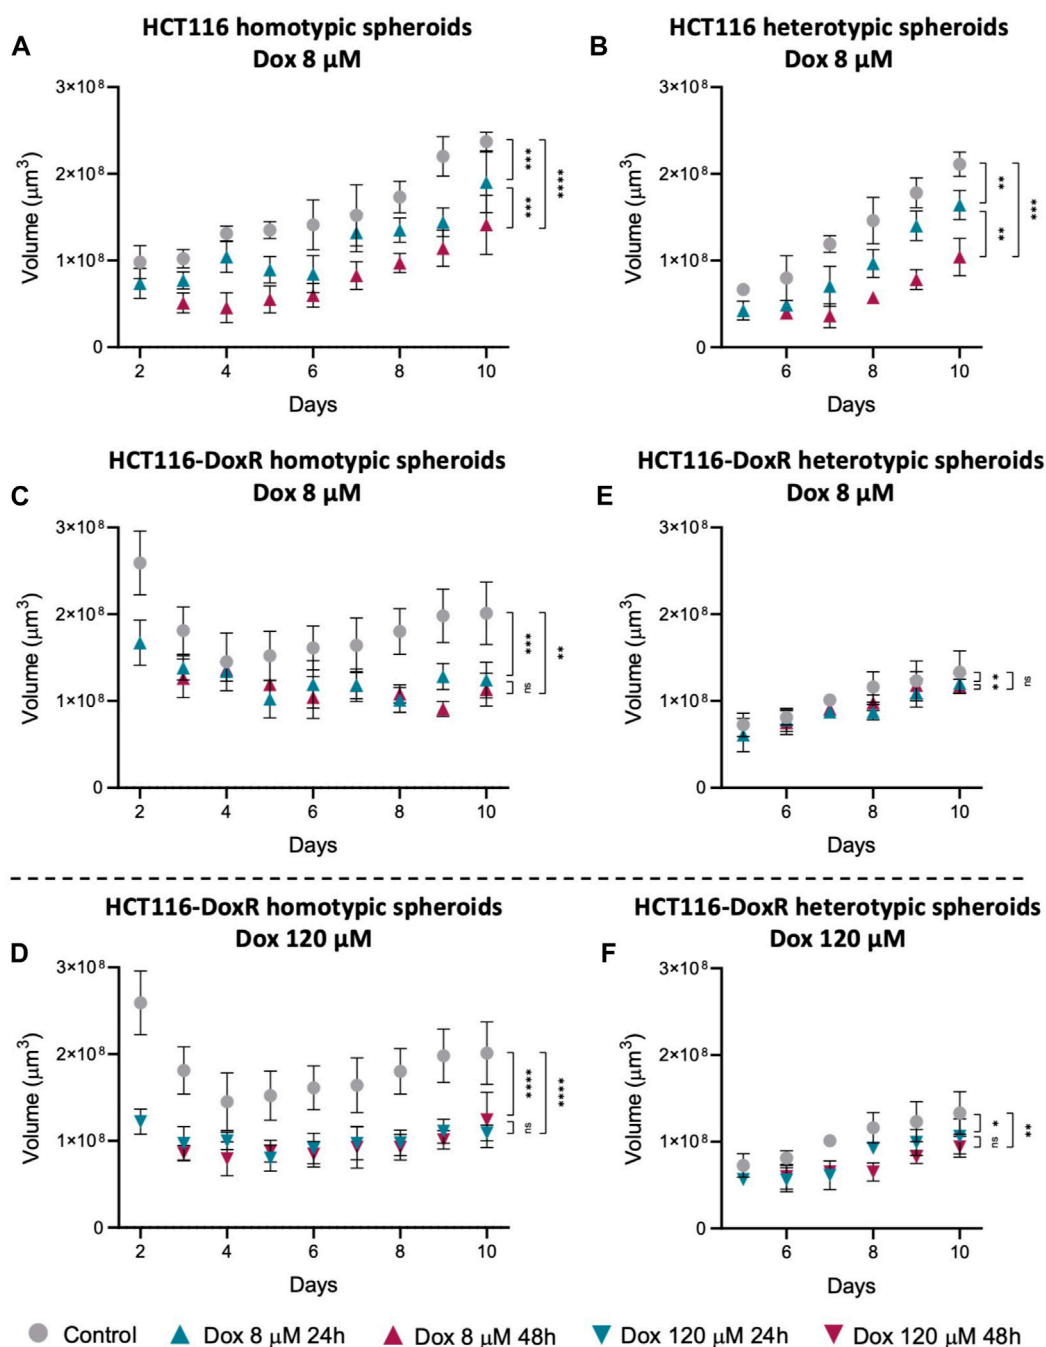 HCT116 homotypic spheroids
Dox 8 µM
A
3×10⁸
2×10⁸
1×10⁸
0
Volume (µm³)
2 4 6 8 10
Days
***
***
****
HCT116 heterotypic spheroids
Dox 8 µM
B
3×10⁸
2×10⁸
1×10⁸
0
Volume (µm³)
6 8 10
Days
**
**
***
HCT116-DoxR homotypic spheroids
Dox 8 µM
C
3×10⁸
2×10⁸
1×10⁸
0
Volume (µm³)
2 4 6 8 10
Days
***
ns
**
HCT116-DoxR heterotypic spheroids
Dox 8 µM
E
3×10⁸
2×10⁸
1×10⁸
0
Volume (µm³)
6 8 10
Days
*
*
ns
HCT116-DoxR homotypic spheroids
Dox 120 µM
D
3×10⁸
2×10⁸
1×10⁸
0
Volume (µm³)
2 4 6 8 10
Days
****
ns
****
HCT116-DoxR heterotypic spheroids
Dox 120 µM
F
3×10⁸
2×10⁸
1×10⁸
0
Volume (µm³)
6 8 10
Days
*
ns
**
Control Dox 8 µM 24h Dox 8 µM 48h Dox 120 µM 24h Dox 120 µM 48h